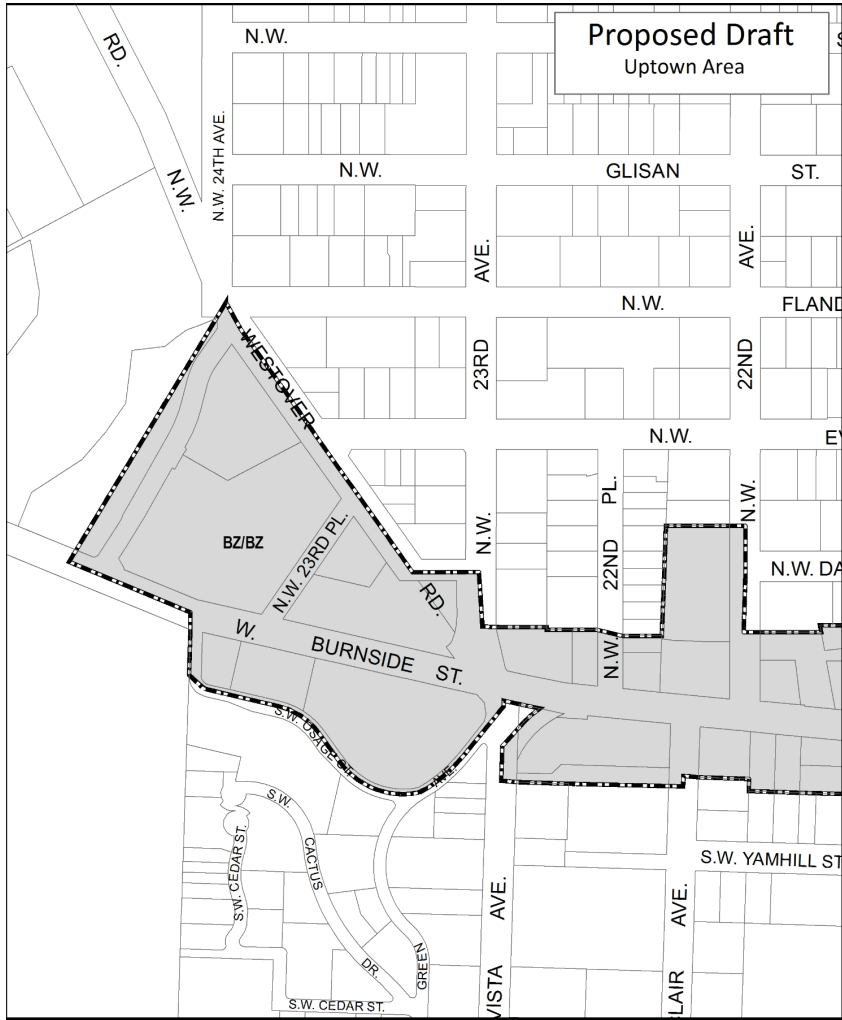 Proposed Draft
Uptown Area
N.W.
S
RD.
N.W.
N.W. 24TH AVE.
N.W.
GLISAN
ST.
AVE.
AVE.
N.W.
FLAND
WESTOVER
23RD
22ND
N.W.
EV
N.W.
N.W.
PL.
22ND
N.W.
BZ/BZ
N.W. 23RD PL.
N.W. DA
RD.
W.
BURNSIDE
ST.
AVE.
S.W.
CACTUS
DR.
S.W. CEDAR ST.
S.W. YAMHILL ST
AVE.
VISTA
AVE.
LAIR
GREEN
S.W. CEDAR ST.